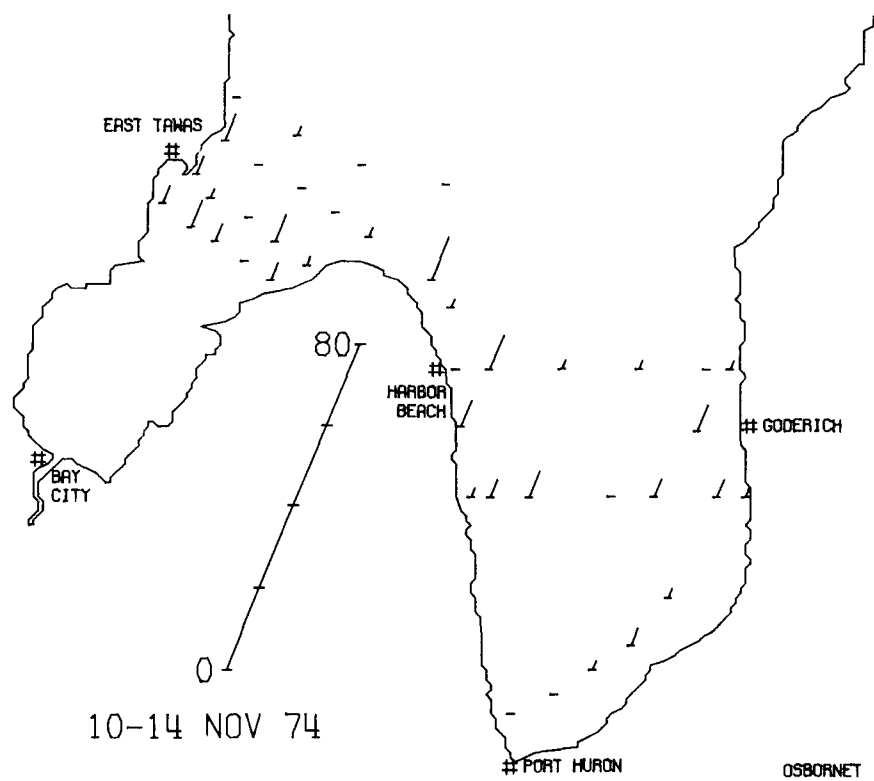 EAST TAWAS
80
HARBOR
BEACH
GODERICH
BAY
CITY
0
10-14 NOV 74
PORT HURON
OSBORNET